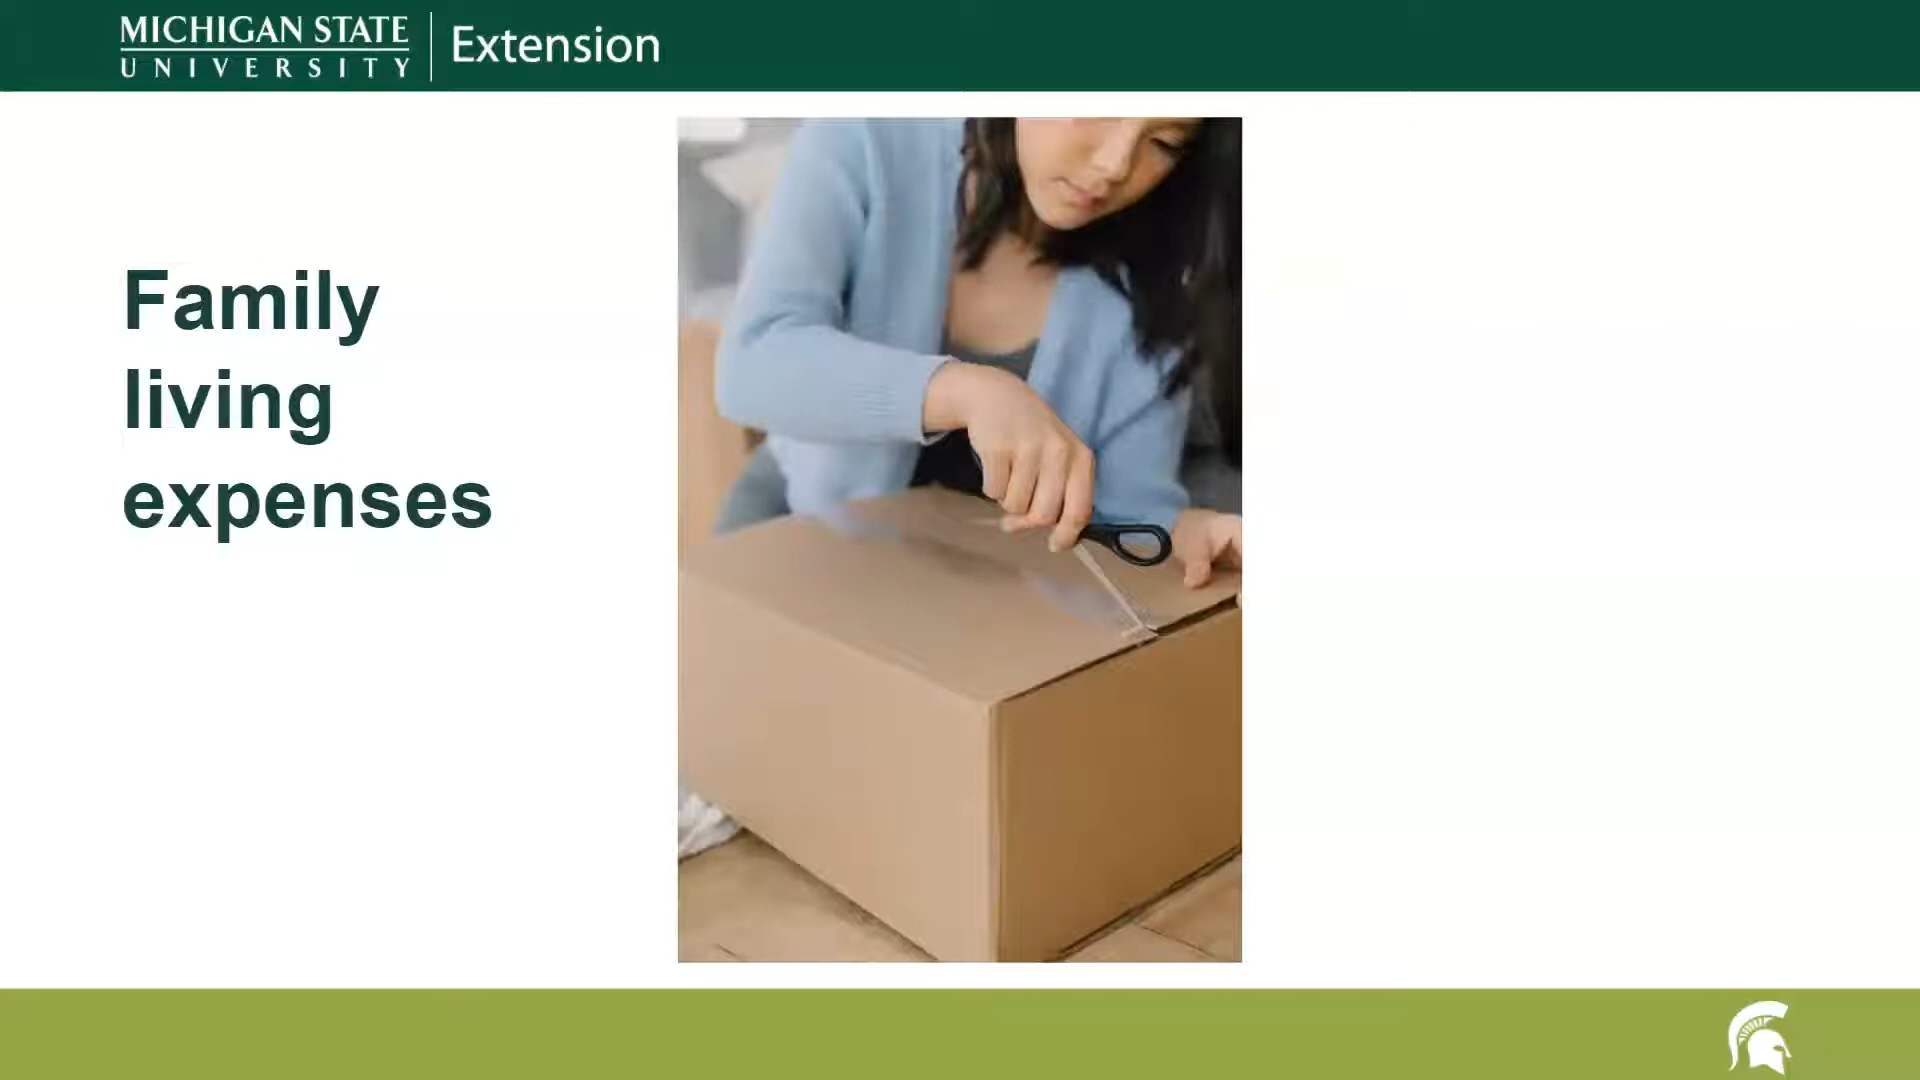 MICHIGAN STATE
UNIVERSITY
Extension
Family
living
expenses